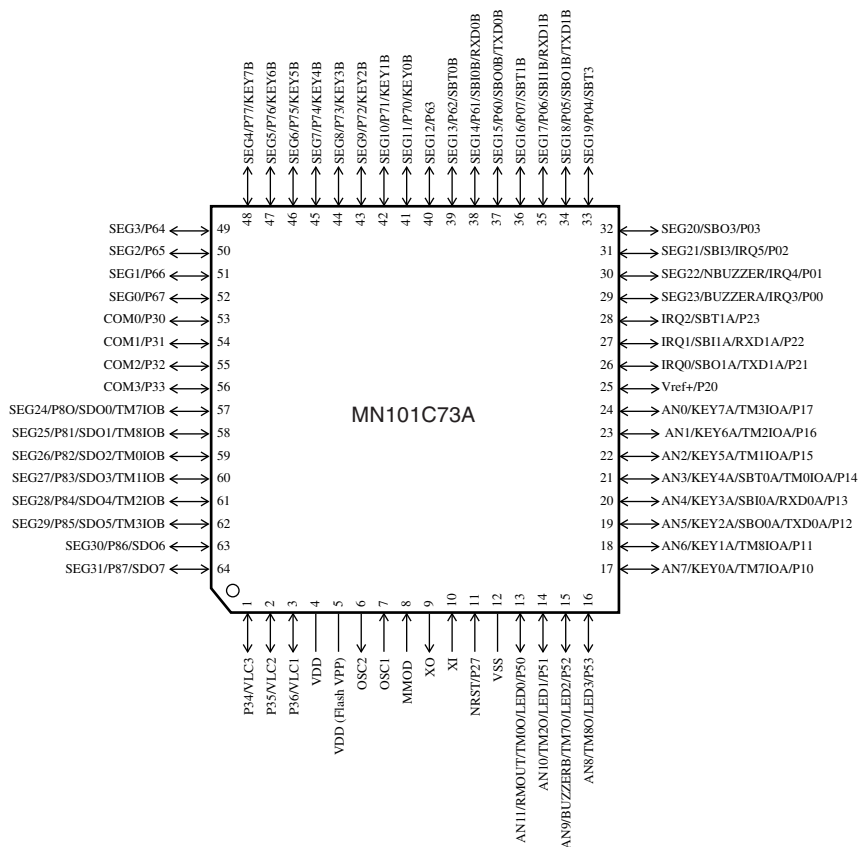 SEG4/P77/KEY7B
SEG5/P76/KEY6B
SEG6/P75/KEY5B
SEG7/P74/KEY4B
SEG8/P73/KEY3B
SEG9/P72/KEY2B
SEG10/P71/KEY1B
SEG11/P70/KEY0B
SEG12/P63
SEG13/P62/SBT0B
SEG14/P61/SBI0B/RXD0B
SEG15/P60/SBO0B/TXD0B
SEG16/P07/SBT1B
SEG17/P06/SBI1B/RXD1B
SEG18/P05/SBO1B/TXD1B
SEG19/P04/SBT3
48 47 46 45 44 43 42 41 40 39 38 37 36 35 34 33
SEG3/P64 49
SEG2/P65 50
SEG1/P66 51
SEG0/P67 52
COM0/P30 53
COM1/P31 54
COM2/P32 55
COM3/P33 56
SEG24/P8O/SDO0/TM7IOB 57
SEG25/P81/SDO1/TM8IOB 58
SEG26/P82/SDO2/TM0IOB 59
SEG27/P83/SDO3/TM1IOB 60
SEG28/P84/SDO4/TM2IOB 61
SEG29/P85/SDO5/TM3IOB 62
SEG30/P86/SDO6 63
SEG31/P87/SDO7 64
MN101C73A
32 SEG20/SBO3/P03
31 SEG21/SBI3/IRQ5/P02
30 SEG22/NBUZZER/IRQ4/P01
29 SEG23/BUZZERA/IRQ3/P00
28 IRQ2/SBT1A/P23
27 IRQ1/SBI1A/RXD1A/P22
26 IRQ0/SBO1A/TXD1A/P21
25 Vref+/P20
24 AN0/KEY7A/TM3IOA/P17
23 AN1/KEY6A/TM2IOA/P16
22 AN2/KEY5A/TM1IOA/P15
21 AN3/KEY4A/SBT0A/TM0IOA/P14
20 AN4/KEY3A/SBI0A/RXD0A/P13
19 AN5/KEY2A/SBO0A/TXD0A/P12
18 AN6/KEY1A/TM8IOA/P11
17 AN7/KEY0A/TM7IOA/P10
1 2 3 4 5 6 7 8 9 10 11 12 13 14 15 16
P34/VLC3
P35/VLC2
P36/VLC1
VDD
VDD (Flash VPP)
OSC2
OSC1
MMOD
XO
XI
NRST/P27
VSS
AN11/RMOUT/TM0O/LED0/P50
AN10/TM2O/LED1/P51
AN9/BUZZERB/TM7O/LED2/P52
AN8/TM8O/LED3/P53